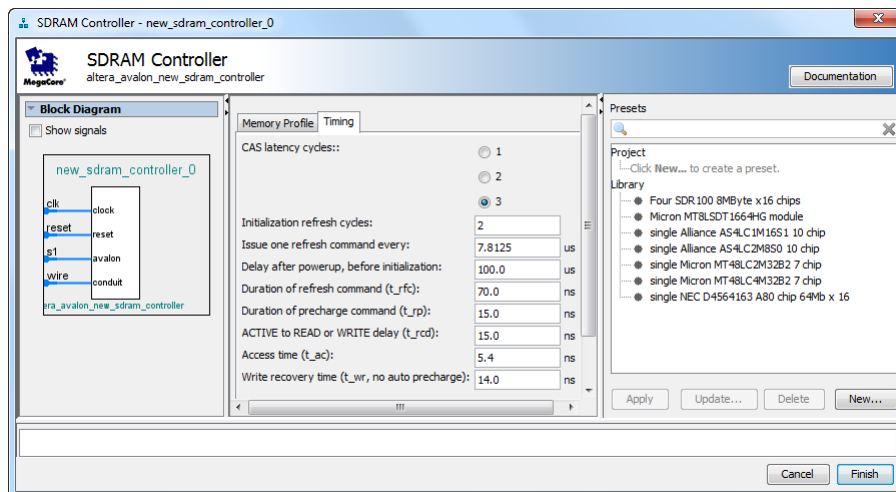 SDRAM Controller - new_sdram_controller_0
MegaCore®
SDRAM Controller
altera_avalon_new_sdram_controller
Documentation
Block Diagram
Show signals
new_sdram_controller_0
clk
clock
reset
reset
s1
avalon
wire
conduit
era_avalon_new_sdram_controller
Memory Profile Timing
CAS latency cycles::
1
2
3
Initialization refresh cycles: 2
Issue one refresh command every: 7.8125 us
Delay after powerup, before initialization: 100.0 us
Duration of refresh command (t_rfc): 70.0 ns
Duration of precharge command (t_rp): 15.0 ns
ACTIVE to READ or WRITE delay (t_rcd): 15.0 ns
Access time (t_ac): 5.4 ns
Write recovery time (t_wr, no auto precharge): 14.0 ns
Presets
Project
Click New... to create a preset.
Library
Four SDR100 8MByte x16 chips
Micron MT8LSDT1664HG module
single Alliance AS4LC1M16S1 10 chip
single Alliance AS4LC2M8S0 10 chip
single Micron MT48LC2M32B2 7 chip
single Micron MT48LC4M32B2 7 chip
single NEC D4564163 A80 chip 64Mb x 16
Apply Update... Delete New...
Cancel Finish